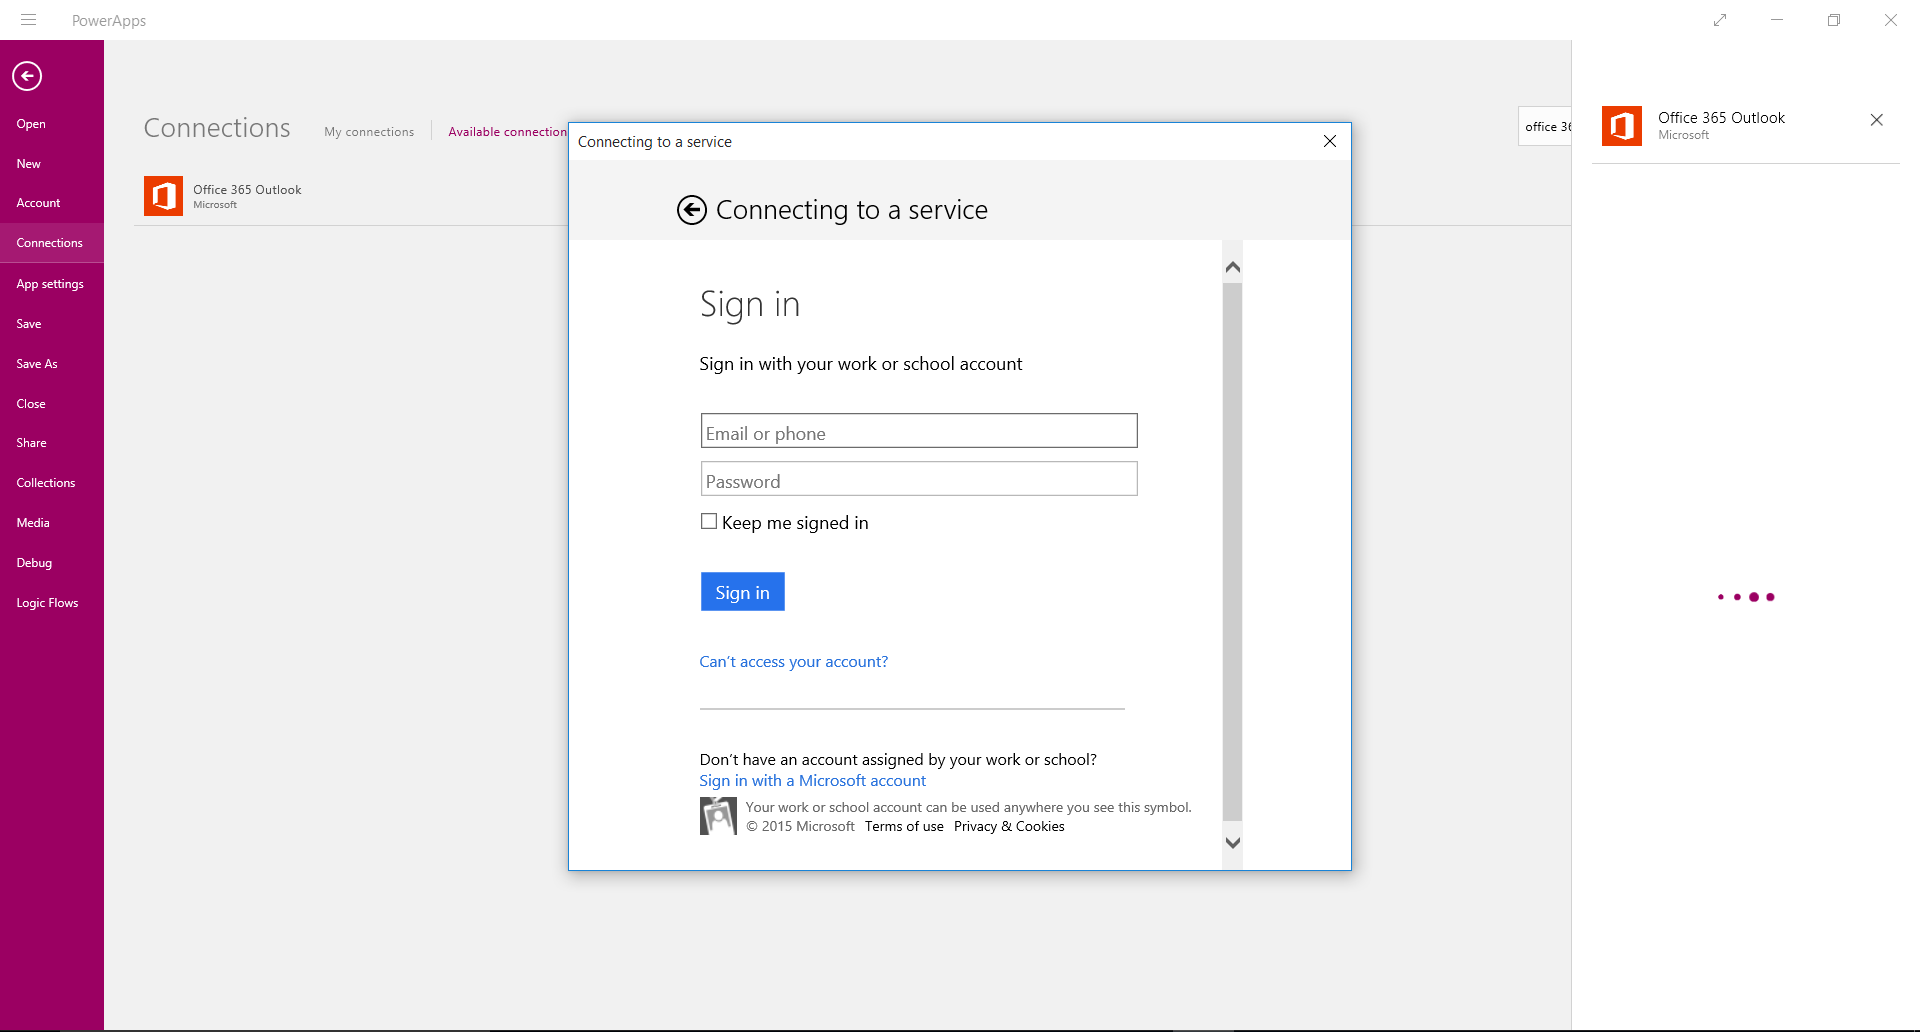 PowerApps
Open
New
Account
Connections
App settings
Save
Save As
Close
Share
Collections
Media
Debug
Logic Flows
Connections
My connections
Available connection
Office 365 Outlook
Microsoft
office 36
Connecting to a service
Connecting to a service
Sign in
Sign in with your work or school account
Email or phone
Password
Keep me signed in
Sign in
Can't access your account?
Don't have an account assigned by your work or school?
Sign in with a Microsoft account
Your work or school account can be used anywhere you see this symbol.
© 2015 Microsoft Terms of use Privacy & Cookies
Office 365 Outlook
Microsoft